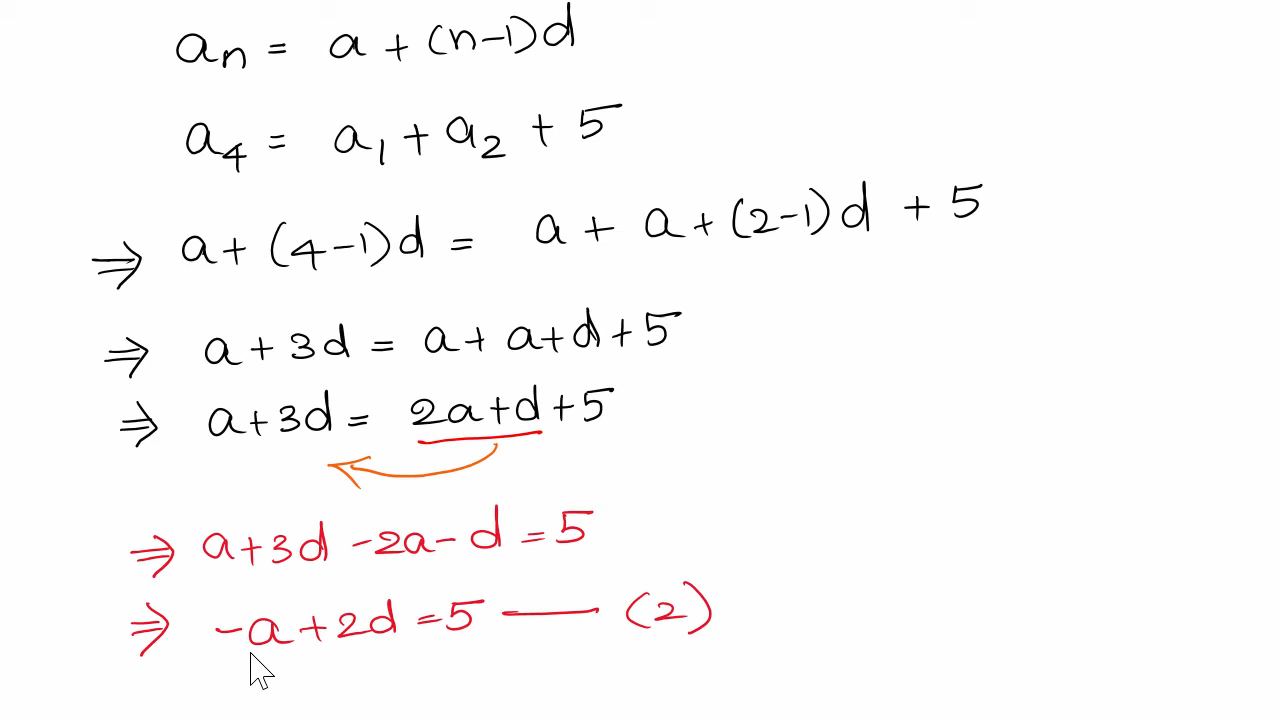 aₙ = a + (n-1)d
a₄ = a₁ + a₂ + 5
⇒ a + (4-1)d = a + a + (2-1)d + 5
⇒ a + 3d = a + a + d + 5
⇒ a + 3d = 2a + d + 5
⇒ a + 3d - 2a - d = 5
⇒ -a + 2d = 5 —— (2)